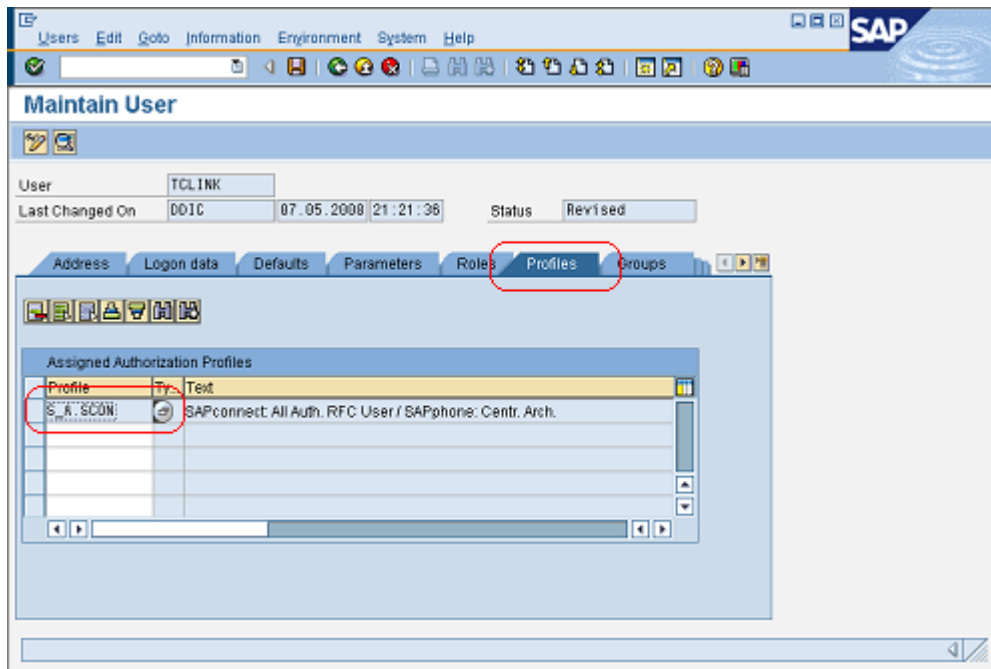 Users Edit Goto Information Environment System Help
SAP
Maintain User
User TCLINK
Last Changed On DDIC 07.05.2008 21:21:36 Status Revised
Address Logon data Defaults Parameters Roles Profiles Groups
Assigned Authorization Profiles
Profile Ty.. Text
S_A.SCON SAPconnect: All Auth. RFC User / SAPphone: Centr. Arch.